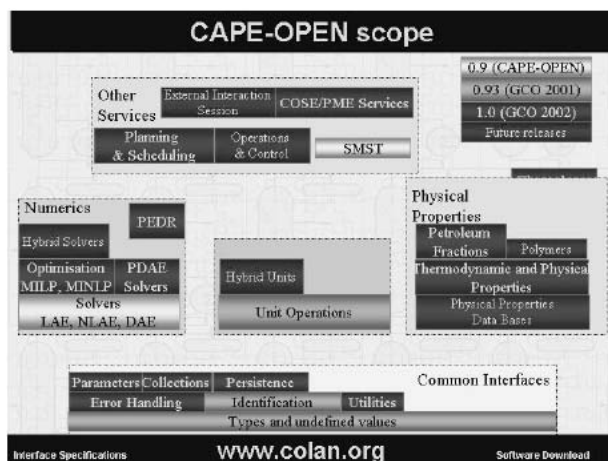 CAPE-OPEN scope
0.9 (CAPE-OPEN)
0.93 (GCO 2001)
1.0 (GCO 2002)
Future releases
Other
Services
External Interaction
Session
COSE/PME Services
Planning
& Scheduling
Operations
& Control
SMST
Numerics
PEDR
Hybrid Solvers
Optimisation
MILP, MINLP
PDAE
Solvers
Solvers
LAE, NLAE, DAE
Hybrid Units
Unit Operations
Physical
Properties
Petroleum
Fractions
Polymers
Thermodynamic and Physical
Properties
Physical Properties
Data Bases
Common Interfaces
Parameters
Collections
Persistence
Error Handling
Identification
Utilities
Types and undefined values
Interface Specifications
www.colan.org
Software Download